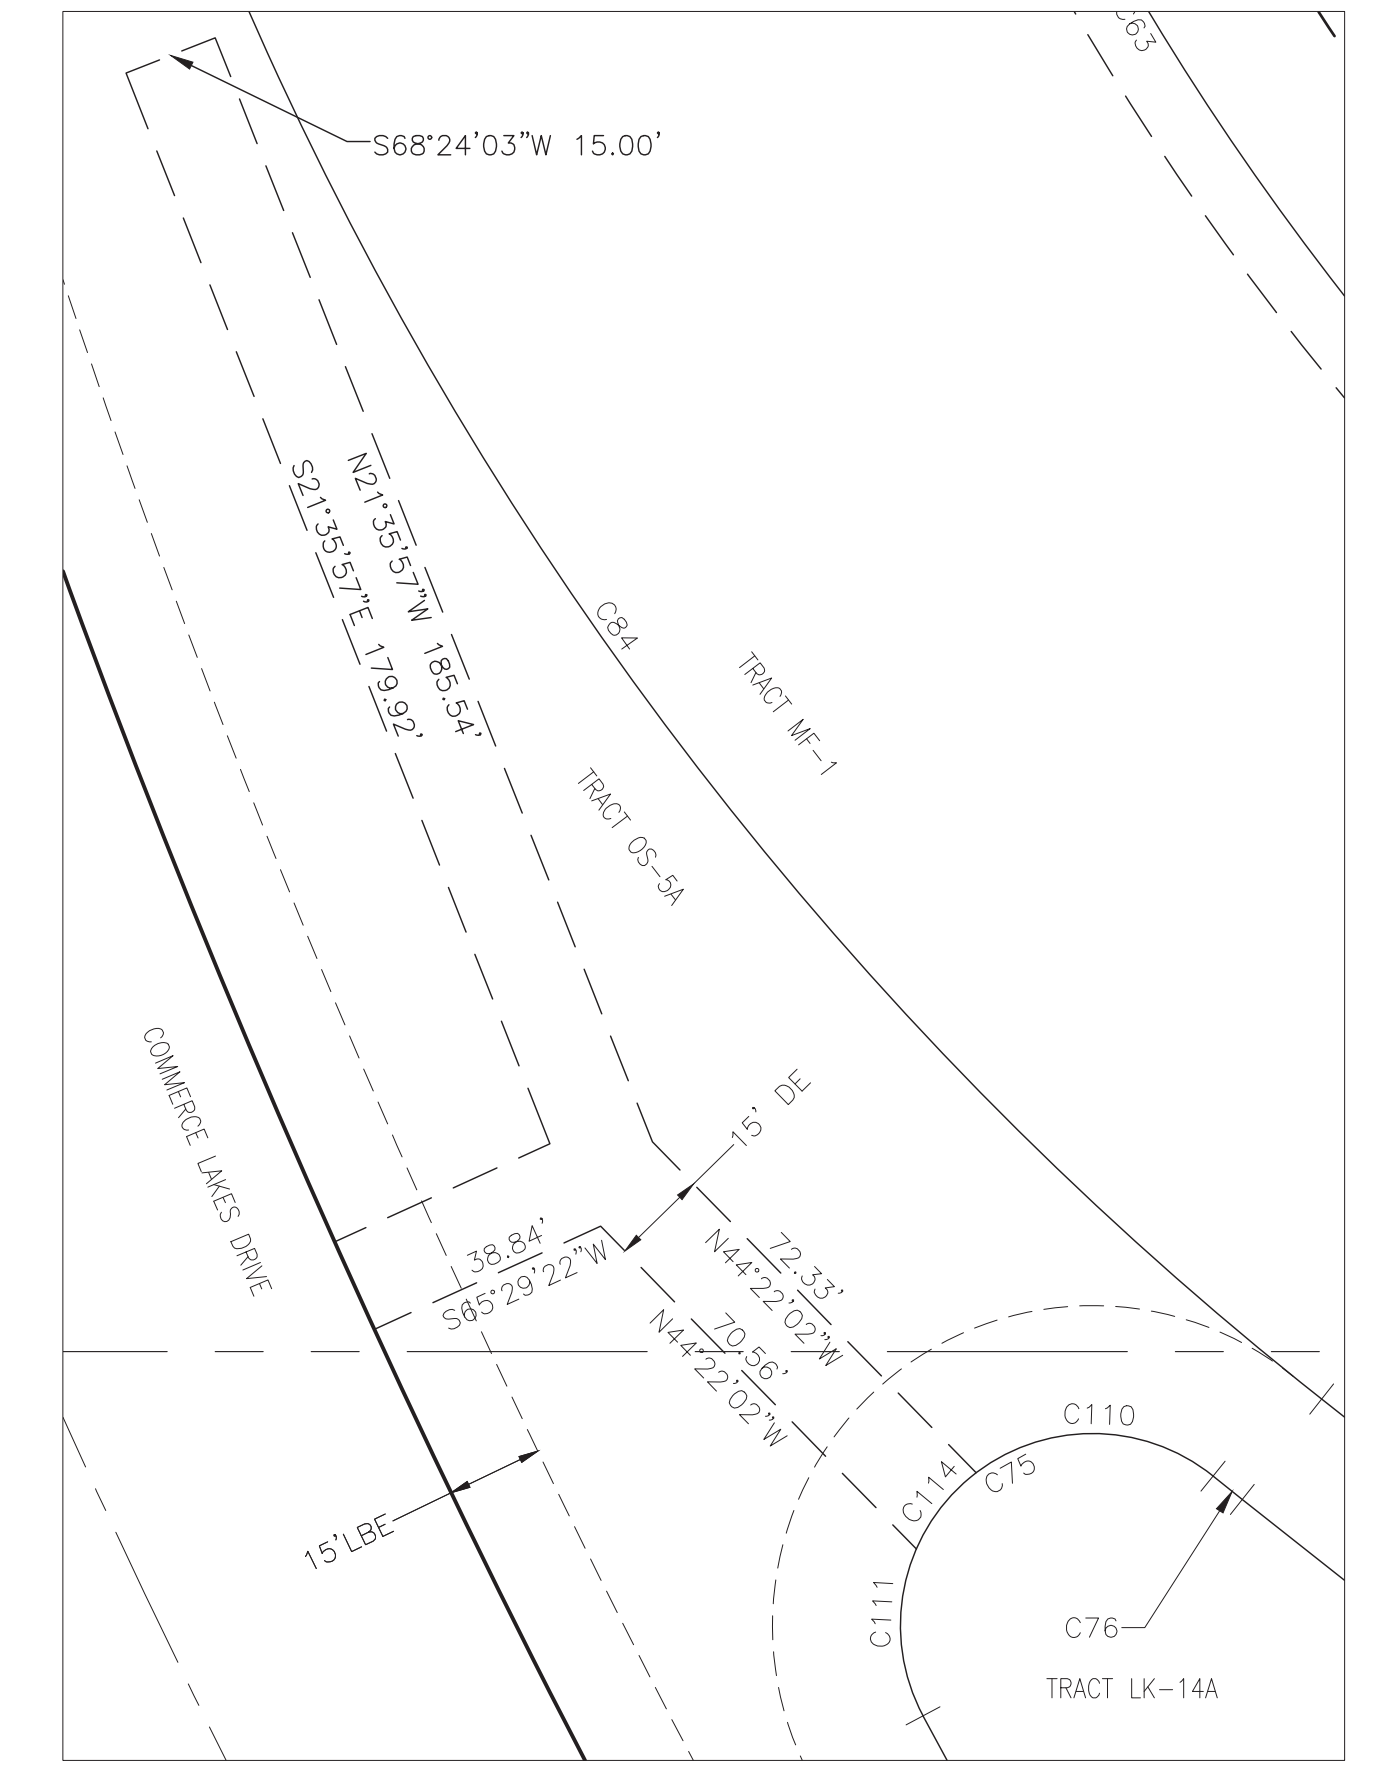 C63
S68°24'03"W 15.00'
N21°35'57"W 185.54'
S21°35'57"E 179.92'
C84
TRACT MF-1
TRACT OS-5A
COMMERCE LAKES DRIVE
15' DE
38.84'
S65°29'22"W
72.33'
N44°22'02"W
70.56'
N44°22'02"W
C110
C75
C114
15'LBE
C111
C76
TRACT LK-14A